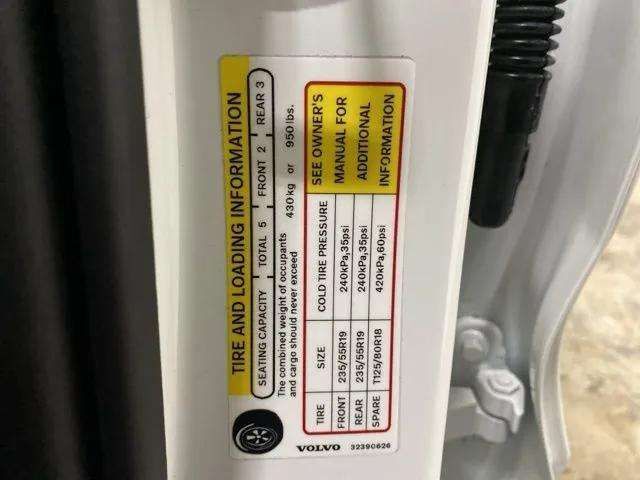 TIRE AND LOADING INFORMATION
SEATING CAPACITY TOTAL 5 FRONT 2 REAR 3
The combined weight of occupants
and cargo should never exceed 430kg or 950 lbs.
TIRE SIZE COLD TIRE PRESSURE
FRONT 235/55R19 240kPa,35psi
REAR 235/55R19 240kPa,35psi
SPARE T125/80R18 420kPa,60psi
SEE OWNER'S
MANUAL FOR
ADDITIONAL
INFORMATION
VOLVO 32390626